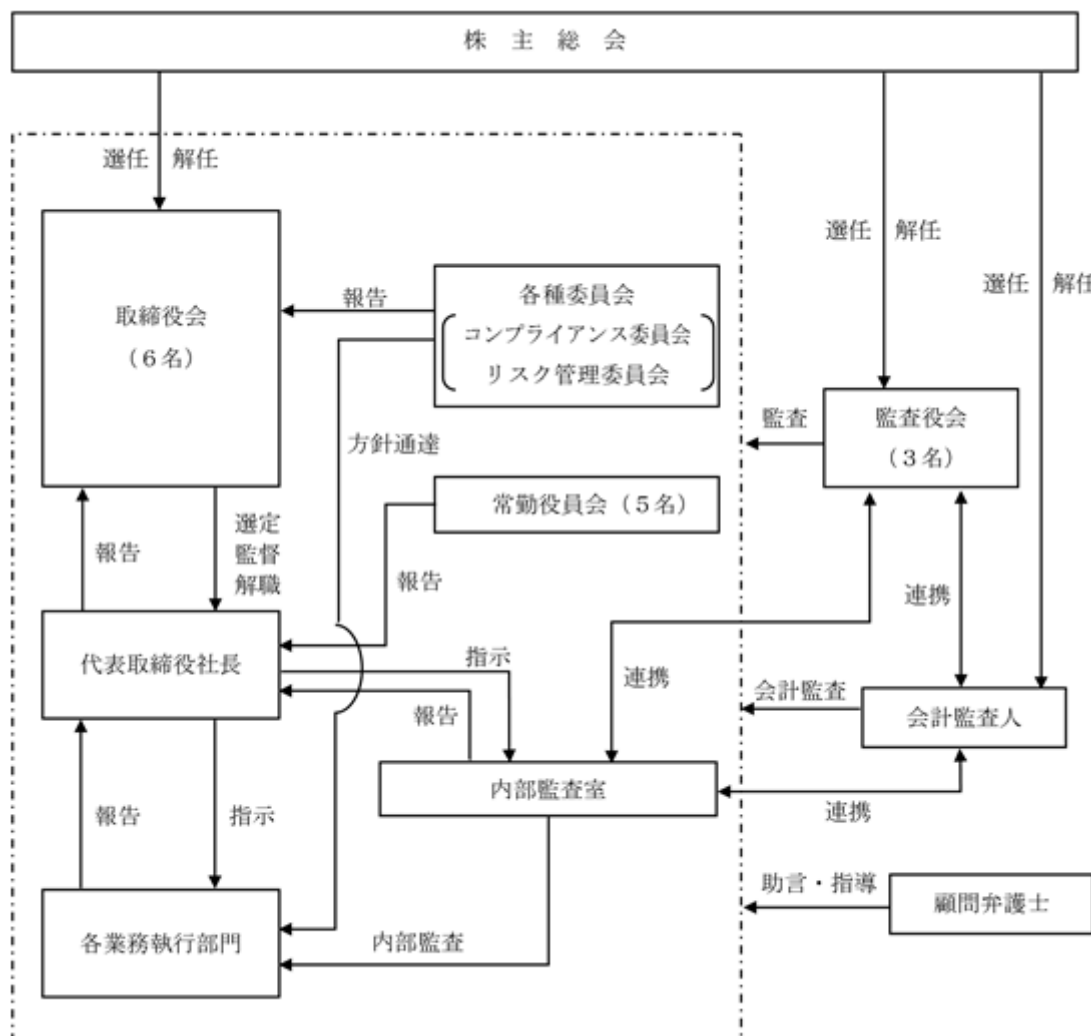 株 主 総 会
選任 解任
取締役会
(6名)
報告
各種委員会
コンプライアンス委員会
リスク管理委員会
選任 解任
選任 解任
監査
監査役会
(3名)
方針通達
常勤役員会(5名)
報告
選定
監督
解職
報告
連携
代表取締役社長
指示
報告
連携
会計監査
会計監査人
内部監査室
連携
報告
指示
助言・指導
顧問弁護士
各業務執行部門
内部監査